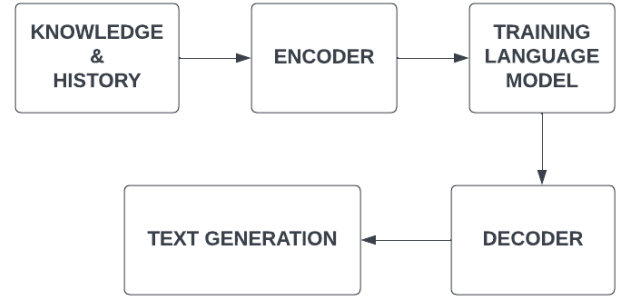 KNOWLEDGE
&
HISTORY
ENCODER
TRAINING
LANGUAGE
MODEL
TEXT GENERATION
DECODER